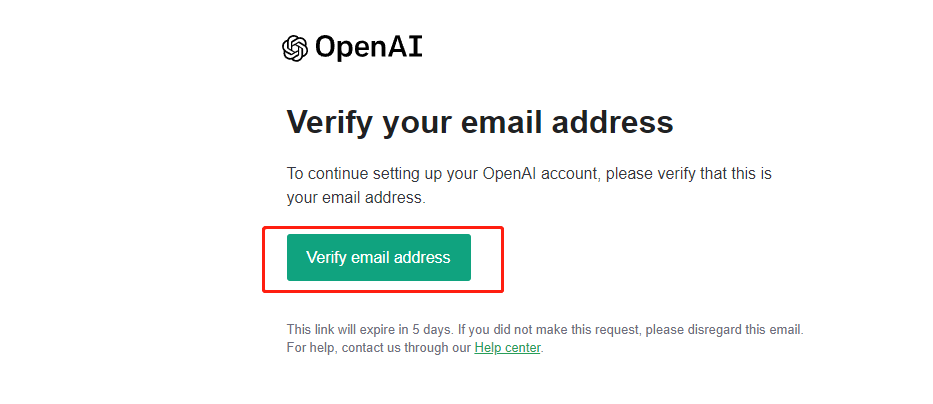 OpenAI
Verify your email address
To continue setting up your OpenAI account, please verify that this is
your email address.
Verify email address
This link will expire in 5 days. If you did not make this request, please disregard this email.
For help, contact us through our Help center.